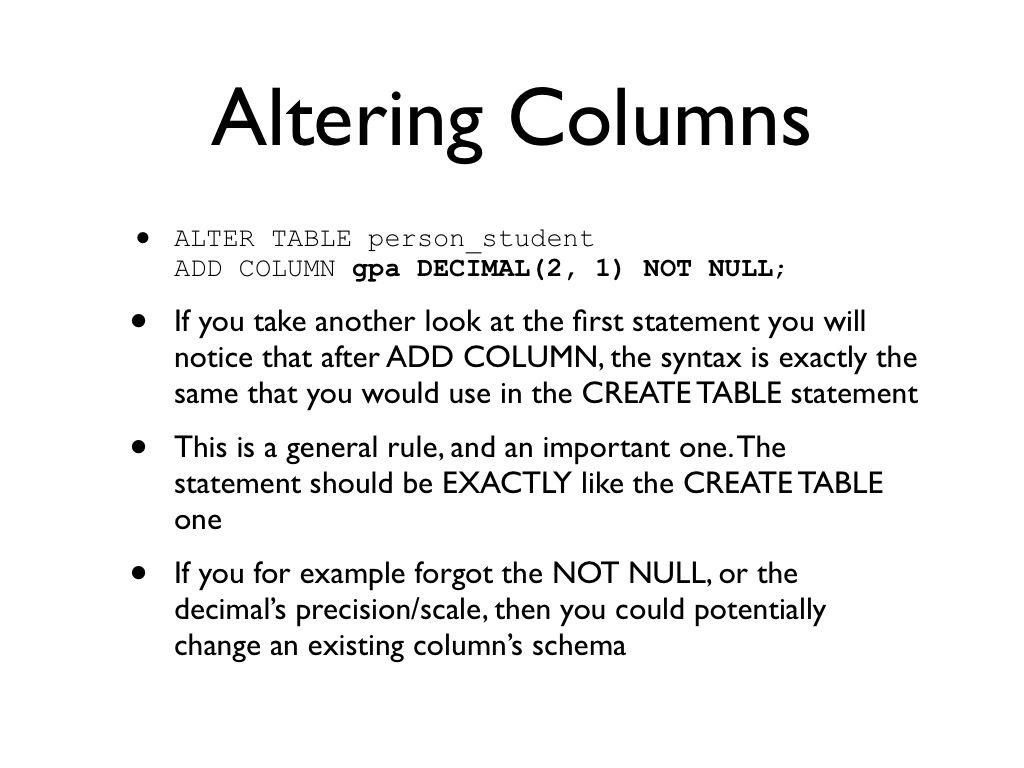 Altering Columns
• ALTER TABLE person_student
ADD COLUMN gpa DECIMAL(2, 1) NOT NULL;
• If you take another look at the first statement you will
notice that after ADD COLUMN, the syntax is exactly the
same that you would use in the CREATE TABLE statement
• This is a general rule, and an important one. The
statement should be EXACTLY like the CREATE TABLE
one
• If you for example forgot the NOT NULL, or the
decimal’s precision/scale, then you could potentially
change an existing column’s schema